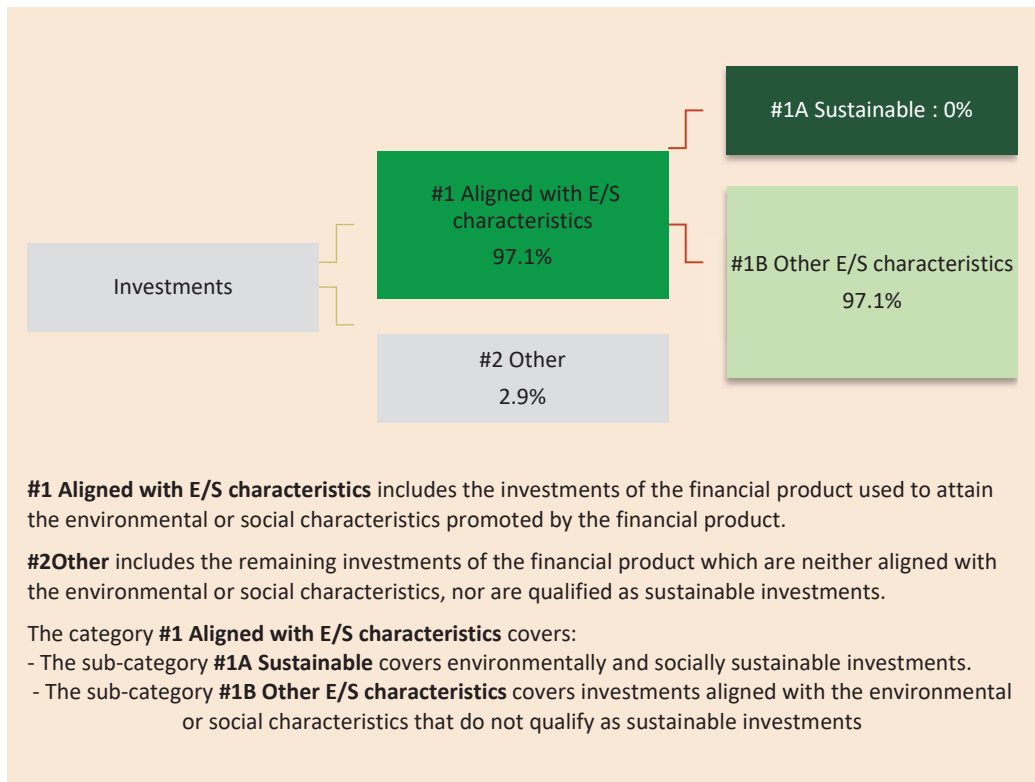 #1A Sustainable : 0%
#1 Aligned with E/S
characteristics
97.1%
#1B Other E/S characteristics
97.1%
Investments
#2 Other
2.9%
#1 Aligned with E/S characteristics includes the investments of the financial product used to attain
the environmental or social characteristics promoted by the financial product.
#2Other includes the remaining investments of the financial product which are neither aligned with
the environmental or social characteristics, nor are qualified as sustainable investments.
The category #1 Aligned with E/S characteristics covers:
- The sub-category #1A Sustainable covers environmentally and socially sustainable investments.
- The sub-category #1B Other E/S characteristics covers investments aligned with the environmental
or social characteristics that do not qualify as sustainable investments